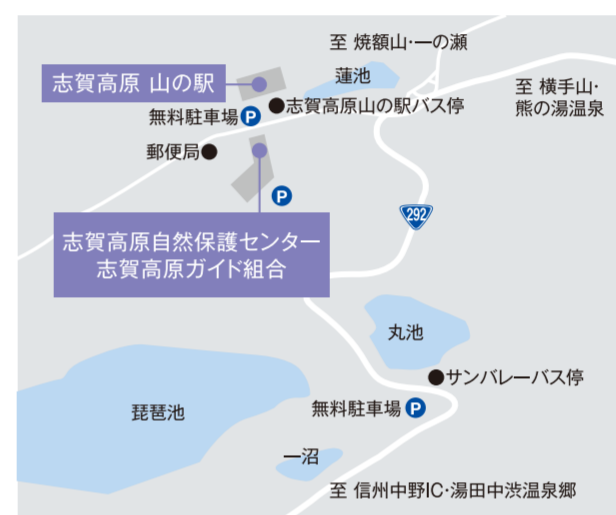 至 焼額山・一の瀬
蓮池
志賀高原 山の駅
至 横手山・
熊の湯温泉
無料駐車場 P
志賀高原山の駅バス停
郵便局
P
292
志賀高原自然保護センター
志賀高原ガイド組合
丸池
サンバレーバス停
琵琶池
無料駐車場 P
一沼
至 信州中野IC・湯田中渋温泉郷